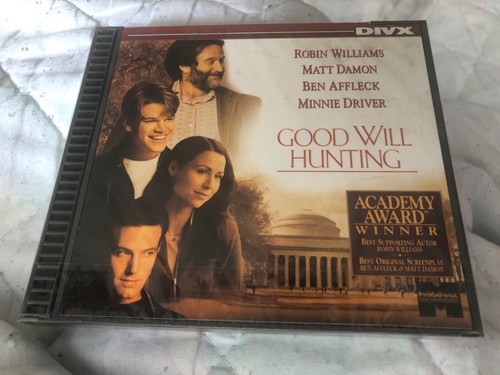 DIVX
ROBIN WILLIAMS
MATT DAMON
BEN AFFLECK
MINNIE DRIVER
GOOD WILL
HUNTING
ACADEMY
AWARD™
WINNER
BEST SUPPORTING ACTOR
ROBIN WILLIAMS
•
BEST ORIGINAL SCREENPLAY
BEN AFFLECK & MATT DAMON